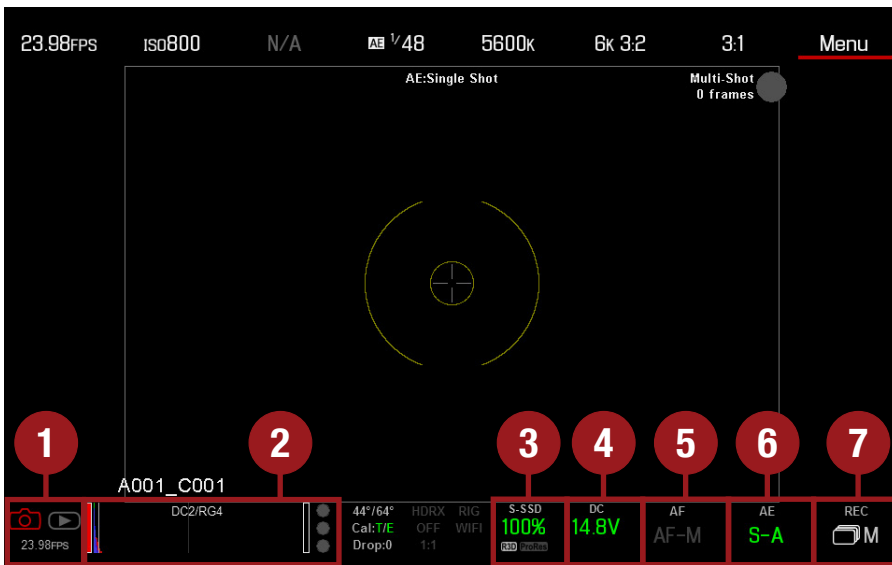 23.98FPS ISO800 N/A AE 1/48 5600K 6K 3:2 3:1 Menu
AE:Single Shot
Multi-Shot
0 frames
1 2 3 4 5 6 7
A001_C001
23.98FPS
DC2/RG4
44°/64° HDRX RIG
Cal:T/E OFF WIFI
Drop:0 1:1
S-SSD
100%
R3D ProRes
DC
14.8V
AF
AF-M
AE
S-A
REC
M